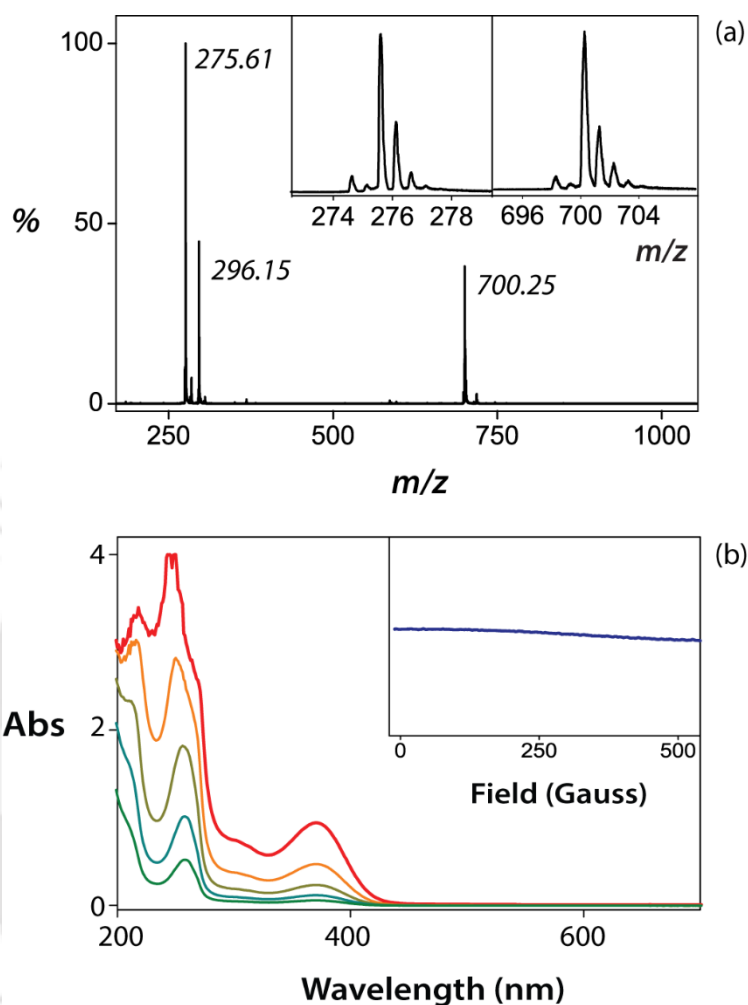 (a)
100
275.61
274 276 278
696 700 704
m/z
%
50
296.15
700.25
0
250 500 750 1000
m/z
(b)
4
0 250 500
Field (Gauss)
Abs
2
0
200 400 600
Wavelength (nm)